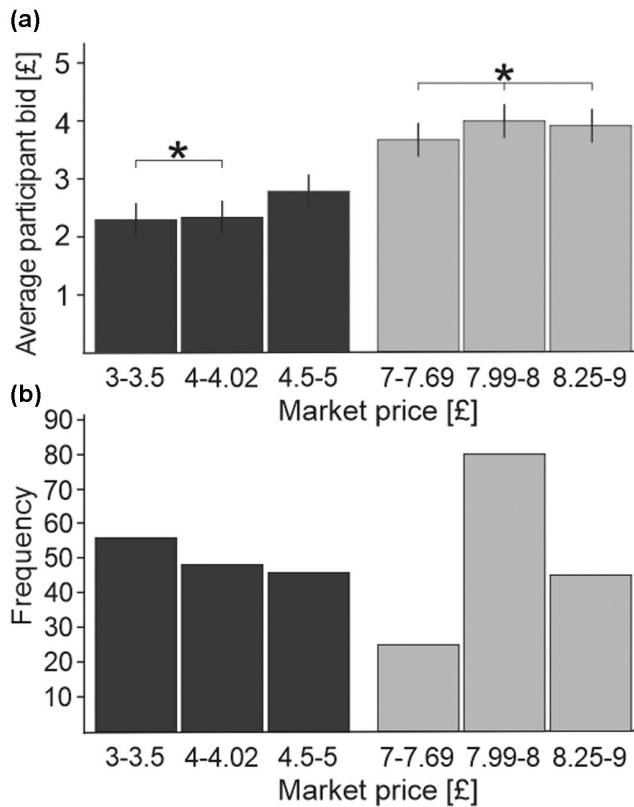 (a)
Average participant bid [£]
5
4
3
2
1
*
*
3-3.5 4-4.02 4.5-5 7-7.69 7.99-8 8.25-9
Market price [£]
(b)
Frequency
90
80
70
60
50
40
30
20
10
3-3.5 4-4.02 4.5-5 7-7.69 7.99-8 8.25-9
Market price [£]